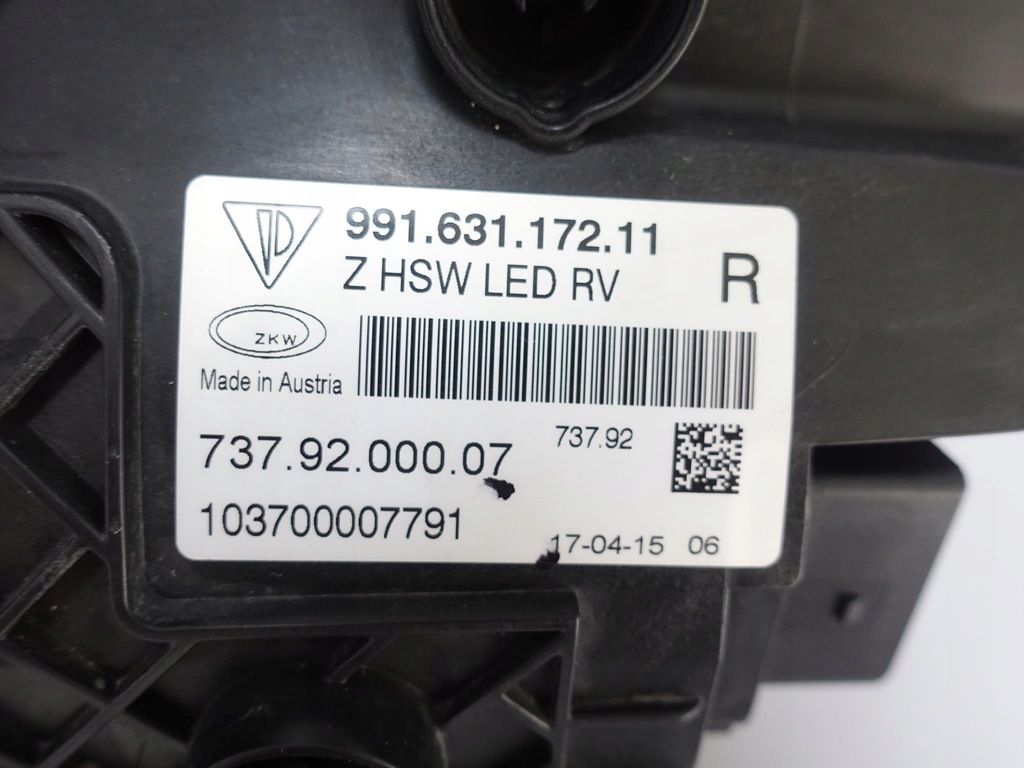 991.631.172.11
Z HSW LED RV
R
ZKW
Made in Austria
737.92.000.07
737.92
103700007791
17-04-15 06